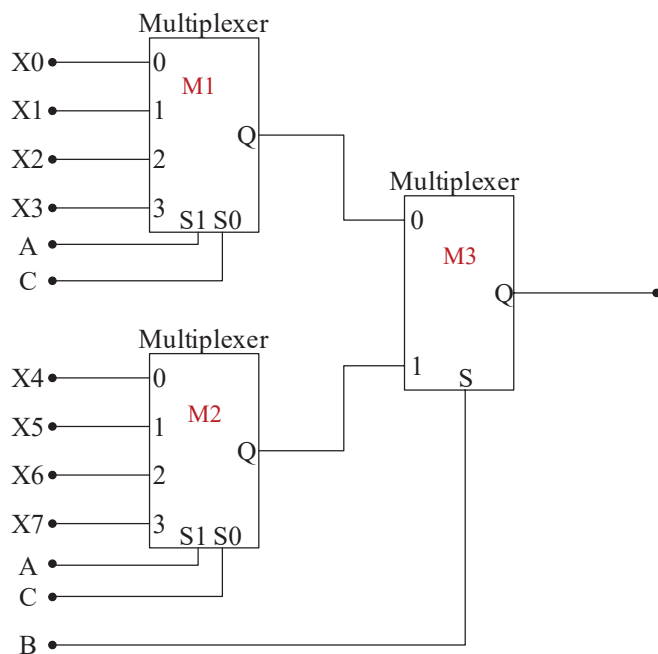 Multiplexer
X0 0
M1
X1 1
Q
X2 2
X3 3
S1 S0
A
C
Multiplexer
0
M3
Q
1
S
Multiplexer
X4 0
M2
X5 1
Q
X6 2
X7 3
S1 S0
A
C
B